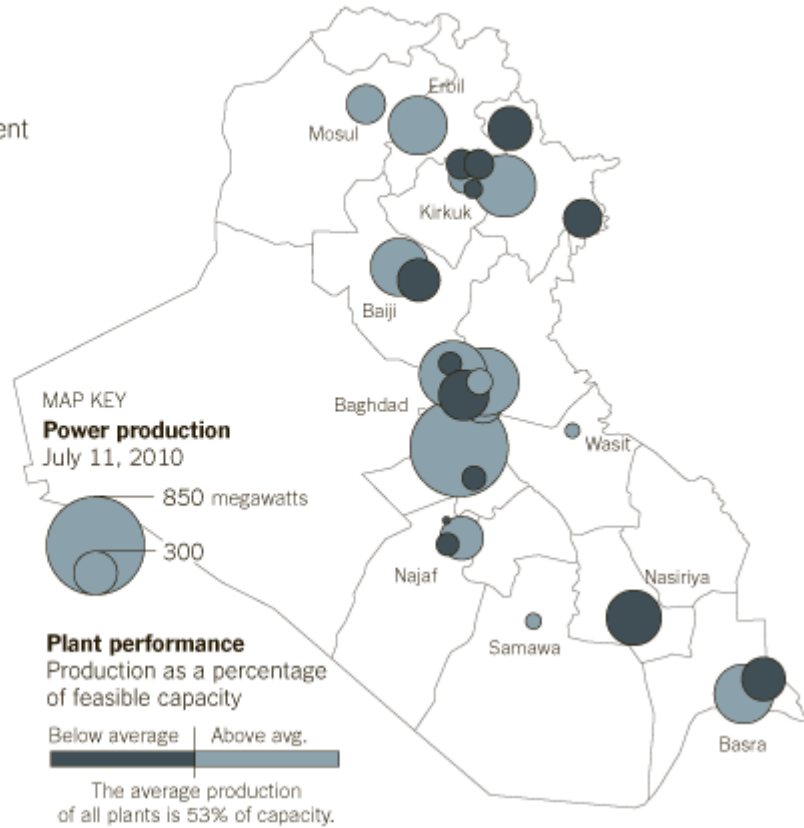 ent
Erbil
Mosul
Kirkuk
Baiji
MAP KEY
Power production
July 11, 2010
850 megawatts
300
Baghdad
Wasit
Najaf
Nasiriya
Samawa
Basra
Plant performance
Production as a percentage
of feasible capacity
Below average Above avg.
The average production
of all plants is 53% of capacity.